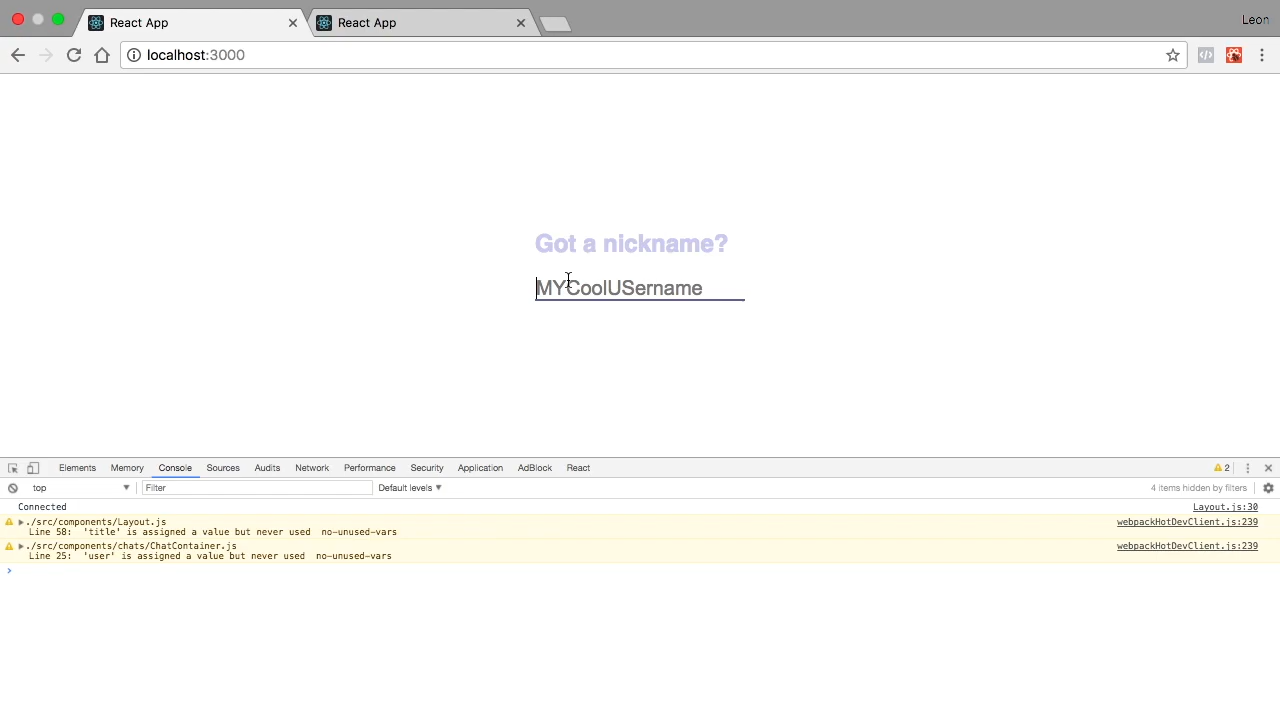 React App
React App
Leon
localhost:3000
Got a nickname?
MYCoolUSername
Elements Memory Console Sources Audits Network Performance Security Application AdBlock React 2
top Filter Default levels 4 items hidden by filters
Connected Layout.js:30
./src/components/Layout.js webpackHotDevClient.js:239
Line 58: 'title' is assigned a value but never used no-unused-vars
./src/components/chats/ChatContainer.js webpackHotDevClient.js:239
Line 25: 'user' is assigned a value but never used no-unused-vars